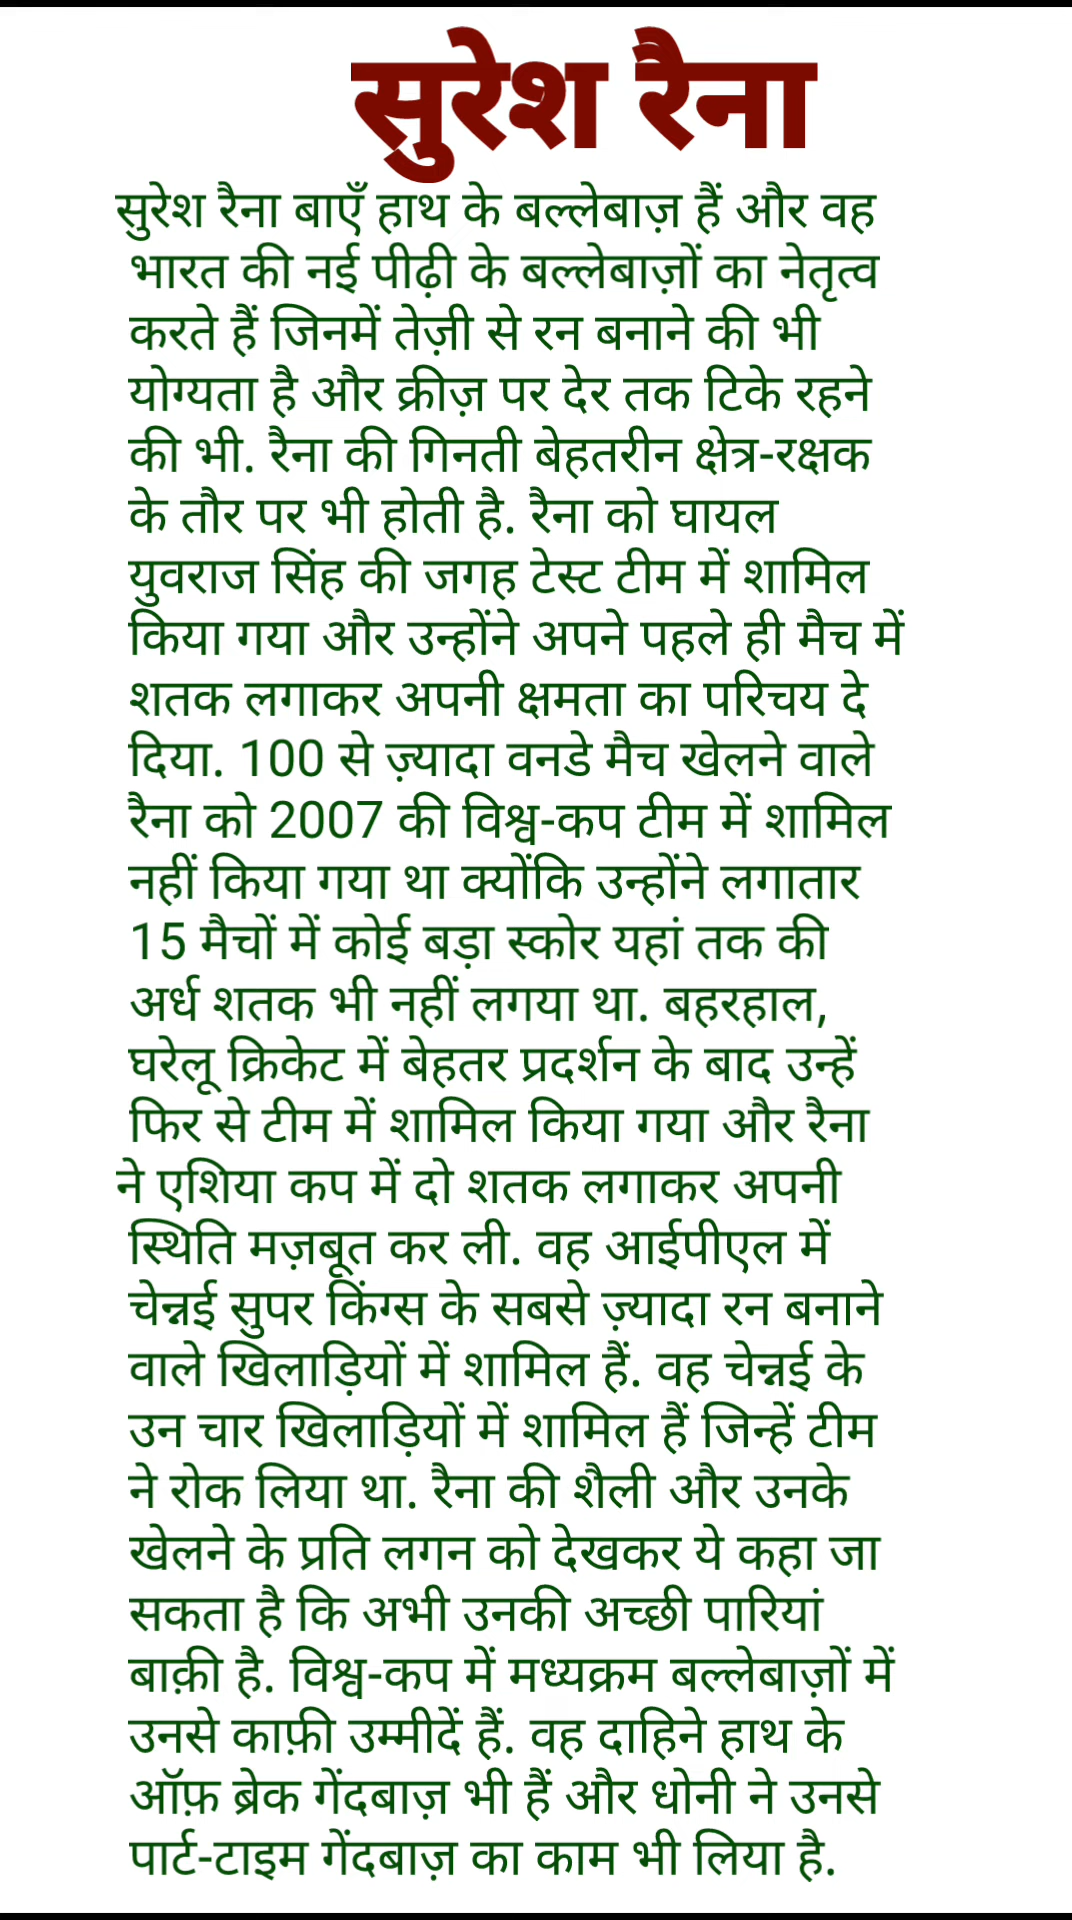 सुरेश रैना
सुरेश रैना बाएँ हाथ के बल्लेबाज़ हैं और वह
भारत की नई पीढ़ी के बल्लेबाज़ों का नेतृत्व
करते हैं जिनमें तेज़ी से रन बनाने की भी
योग्यता है और क्रीज़ पर देर तक टिके रहने
की भी. रैना की गिनती बेहतरीन क्षेत्र-रक्षक
के तौर पर भी होती है. रैना को घायल
युवराज सिंह की जगह टेस्ट टीम में शामिल
किया गया और उन्होंने अपने पहले ही मैच में
शतक लगाकर अपनी क्षमता का परिचय दे
दिया. 100 से ज़्यादा वनडे मैच खेलने वाले
रैना को 2007 की विश्व-कप टीम में शामिल
नहीं किया गया था क्योंकि उन्होंने लगातार
15 मैचों में कोई बड़ा स्कोर यहां तक की
अर्ध शतक भी नहीं लगया था. बहरहाल,
घरेलू क्रिकेट में बेहतर प्रदर्शन के बाद उन्हें
फिर से टीम में शामिल किया गया और रैना
ने एशिया कप में दो शतक लगाकर अपनी
स्थिति मज़बूत कर ली. वह आईपीएल में
चेन्नई सुपर किंग्स के सबसे ज़्यादा रन बनाने
वाले खिलाड़ियों में शामिल हैं. वह चेन्नई के
उन चार खिलाड़ियों में शामिल हैं जिन्हें टीम
ने रोक लिया था. रैना की शैली और उनके
खेलने के प्रति लगन को देखकर ये कहा जा
सकता है कि अभी उनकी अच्छी पारियां
बाक़ी है. विश्व-कप में मध्यक्रम बल्लेबाज़ों में
उनसे काफ़ी उम्मीदें हैं. वह दाहिने हाथ के
ऑफ़ ब्रेक गेंदबाज़ भी हैं और धोनी ने उनसे
पार्ट-टाइम गेंदबाज़ का काम भी लिया है.